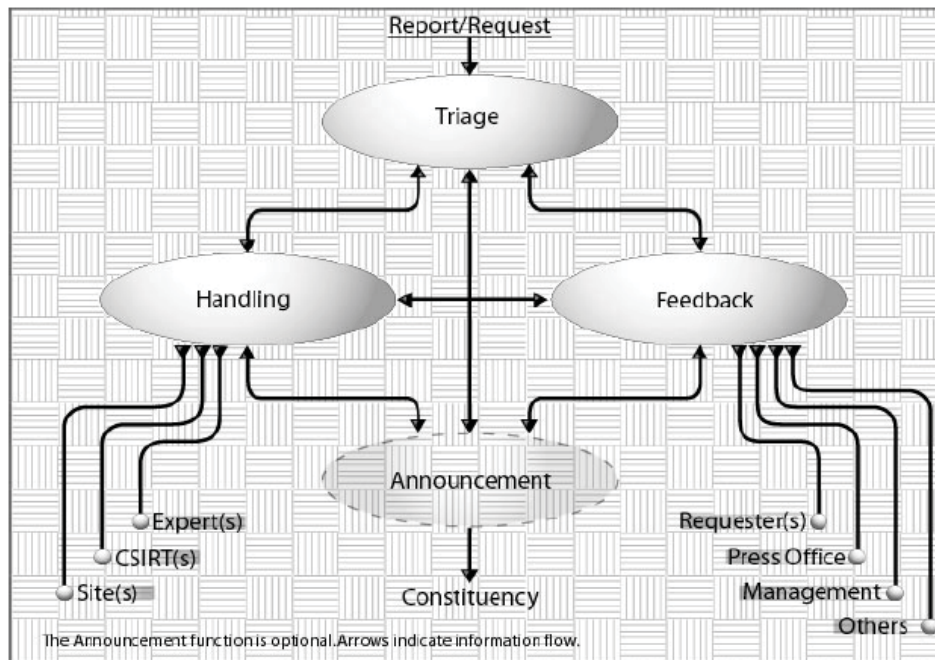 Report/Request
Triage
Handling
Feedback
Announcement
Expert(s)
CSIRT(s)
Site(s)
Requester(s)
Press Office
Management
Others
Constituency
The Announcement function is optional.Arrows indicate information flow.